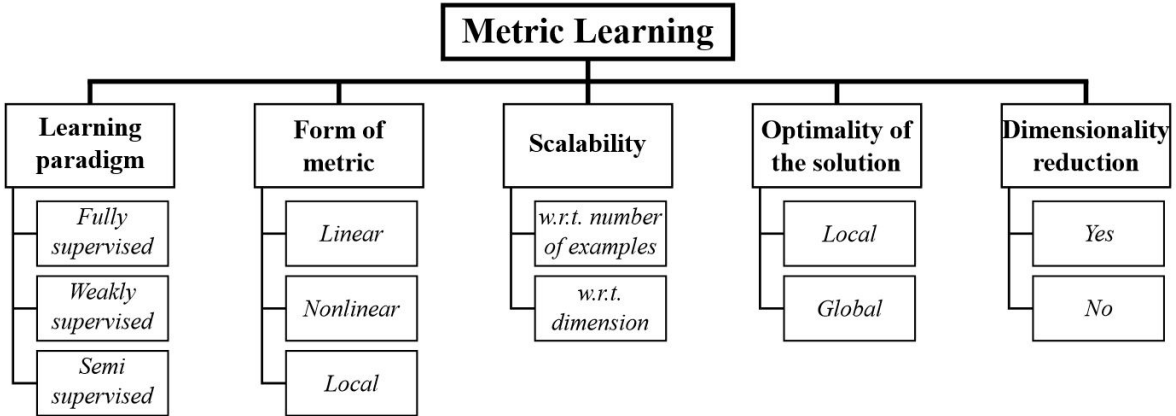 Metric Learning
Learning
paradigm
Fully
supervised
Weakly
supervised
Semi
supervised
Form of
metric
Linear
Nonlinear
Local
Scalability
w.r.t. number
of examples
w.r.t.
dimension
Optimality of
the solution
Local
Global
Dimensionality
reduction
Yes
No